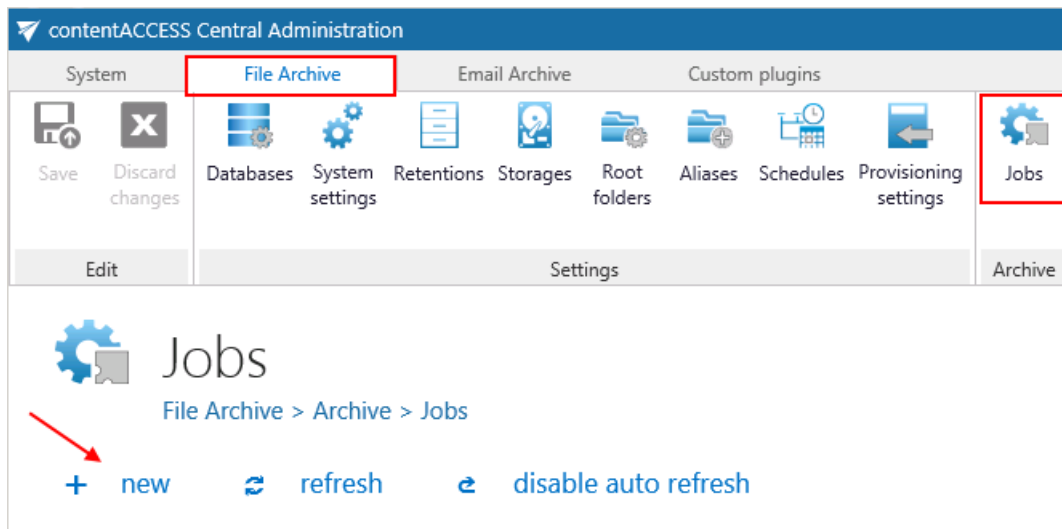 contentACCESS Central Administration
System File Archive Email Archive Custom plugins
Save Discard changes Databases System settings Retentions Storages Root folders Aliases Schedules Provisioning settings Jobs
Edit Settings Archive
Jobs
File Archive > Archive > Jobs
+ new refresh disable auto refresh